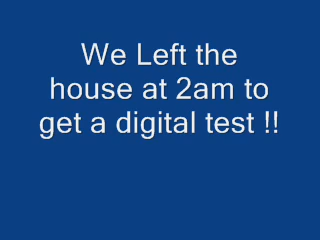 We Left the
house at 2am to
get a digital test !!